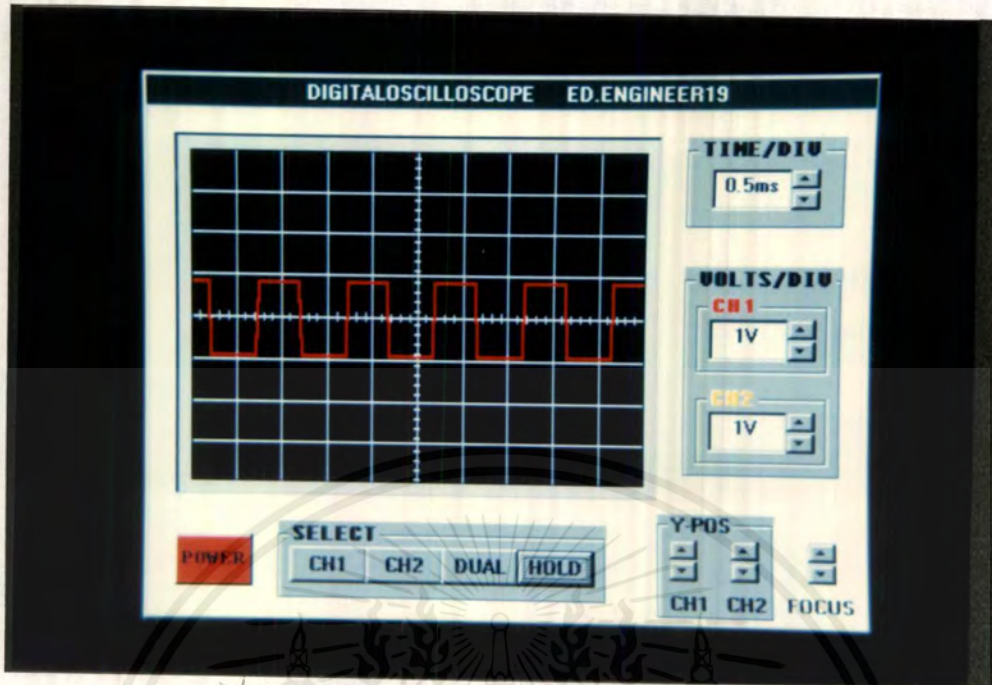 DIGITALOSCILLOSCOPE ED.ENGINEER19
TIME/DIV
0.5ms
VOLTS/DIV
CH1
1V
CH2
1V
POWER
SELECT
CH1 CH2 DUAL HOLD
Y-POS
CH1 CH2 FOCUS